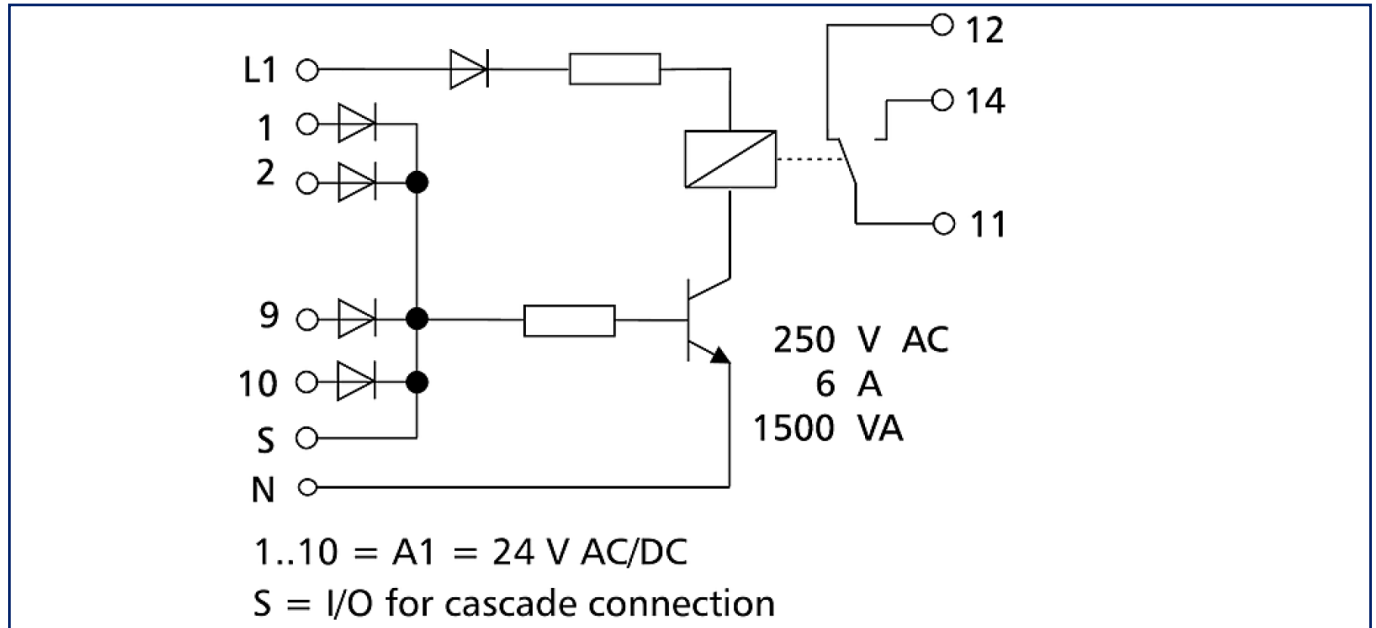 L1
1
2
9
10
S
N
12
14
11
250 V AC
6 A
1500 VA
1..10 = A1 = 24 V AC/DC
S = I/O for cascade connection